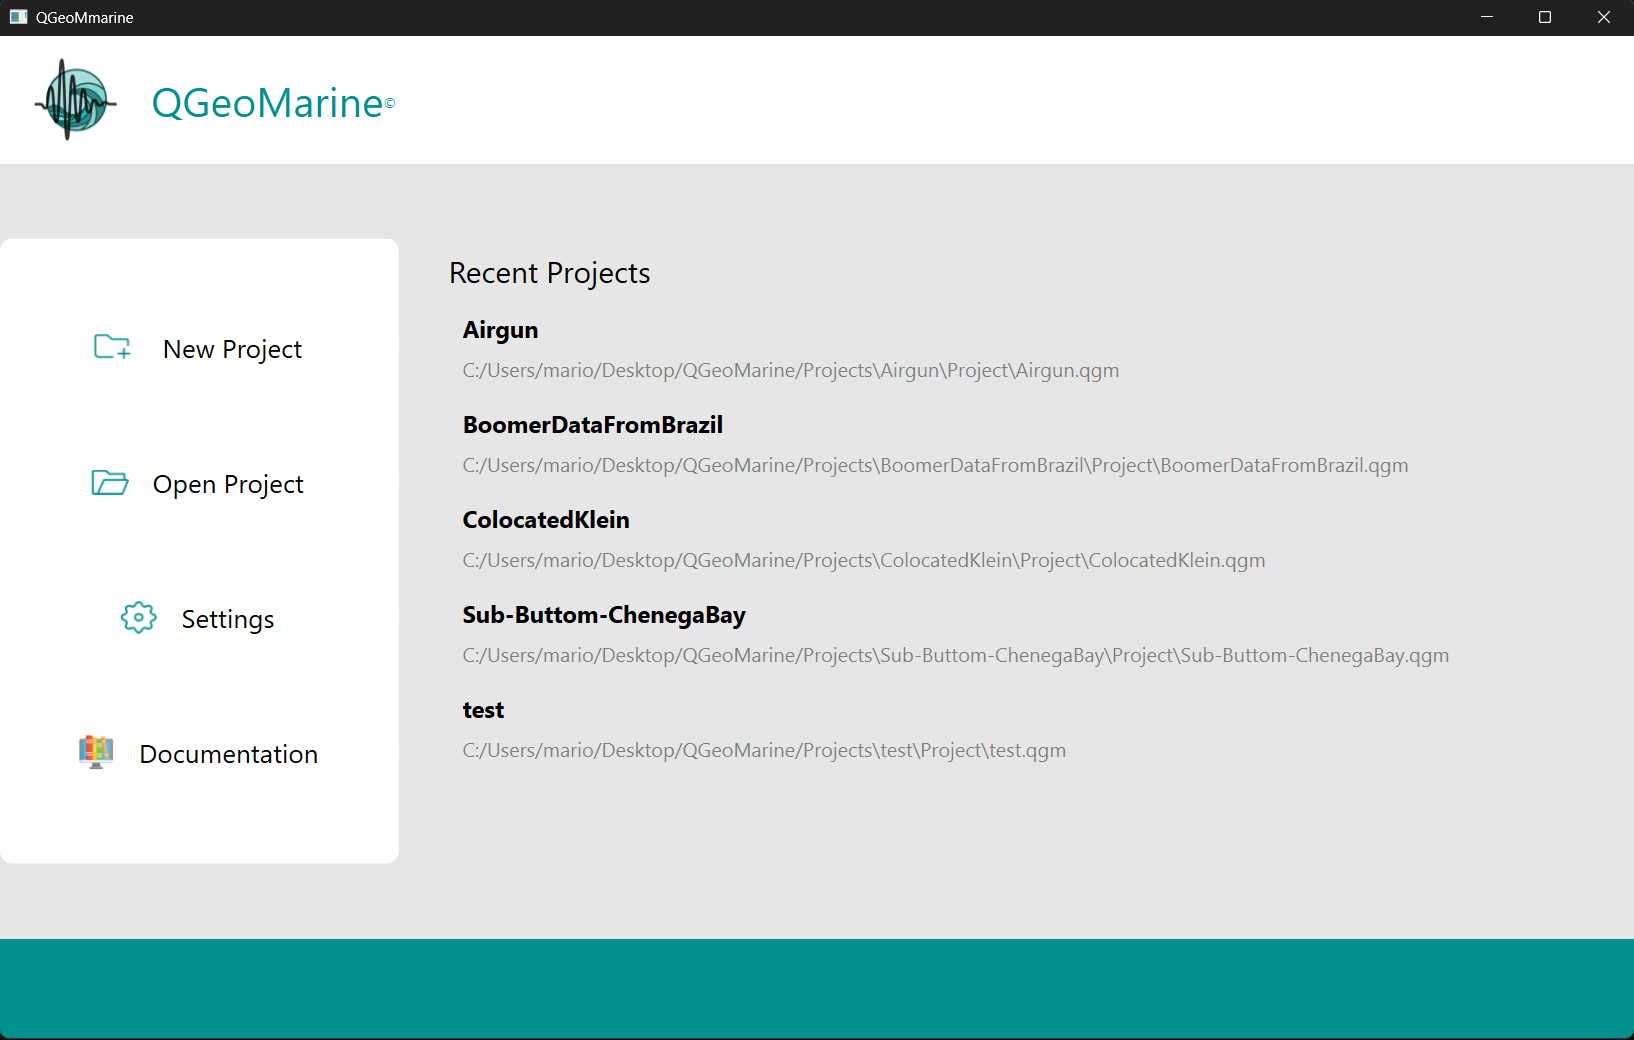 QGeoMmarine
QGeoMarine©
New Project
Open Project
Settings
Documentation
Recent Projects
Airgun
C:/Users/mario/Desktop/QGeoMarine/Projects\Airgun\Project\Airgun.qgm
BoomerDataFromBrazil
C:/Users/mario/Desktop/QGeoMarine/Projects\BoomerDataFromBrazil\Project\BoomerDataFromBrazil.qgm
ColocatedKlein
C:/Users/mario/Desktop/QGeoMarine/Projects\ColocatedKlein\Project\ColocatedKlein.qgm
Sub-Buttom-ChenegaBay
C:/Users/mario/Desktop/QGeoMarine/Projects\Sub-Buttom-ChenegaBay\Project\Sub-Buttom-ChenegaBay.qgm
test
C:/Users/mario/Desktop/QGeoMarine/Projects\test\Project\test.qgm